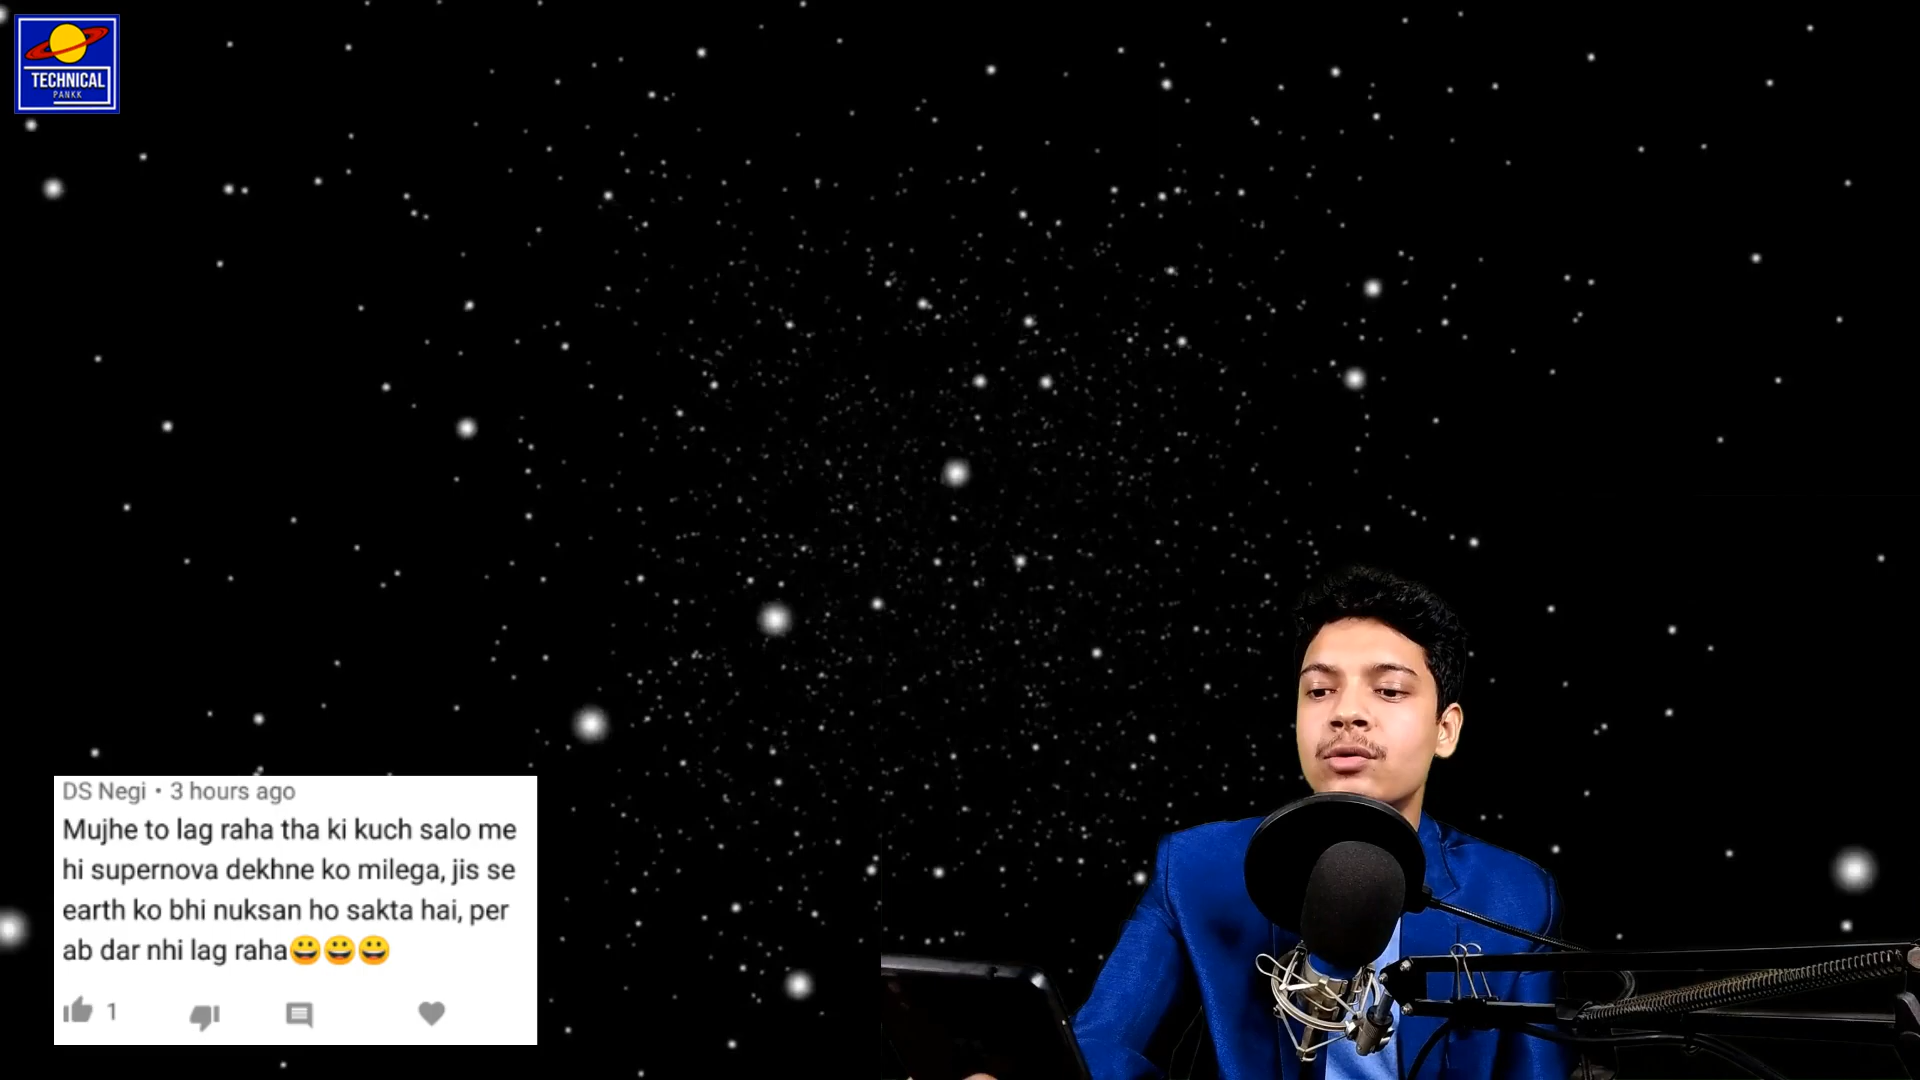 TECHNICAL
PANKK
DS Negi • 3 hours ago
Mujhe to lag raha tha ki kuch salo me
hi supernova dekhne ko milega, jis se
earth ko bhi nuksan ho sakta hai, per
ab dar nhi lag raha😀😀😀
1